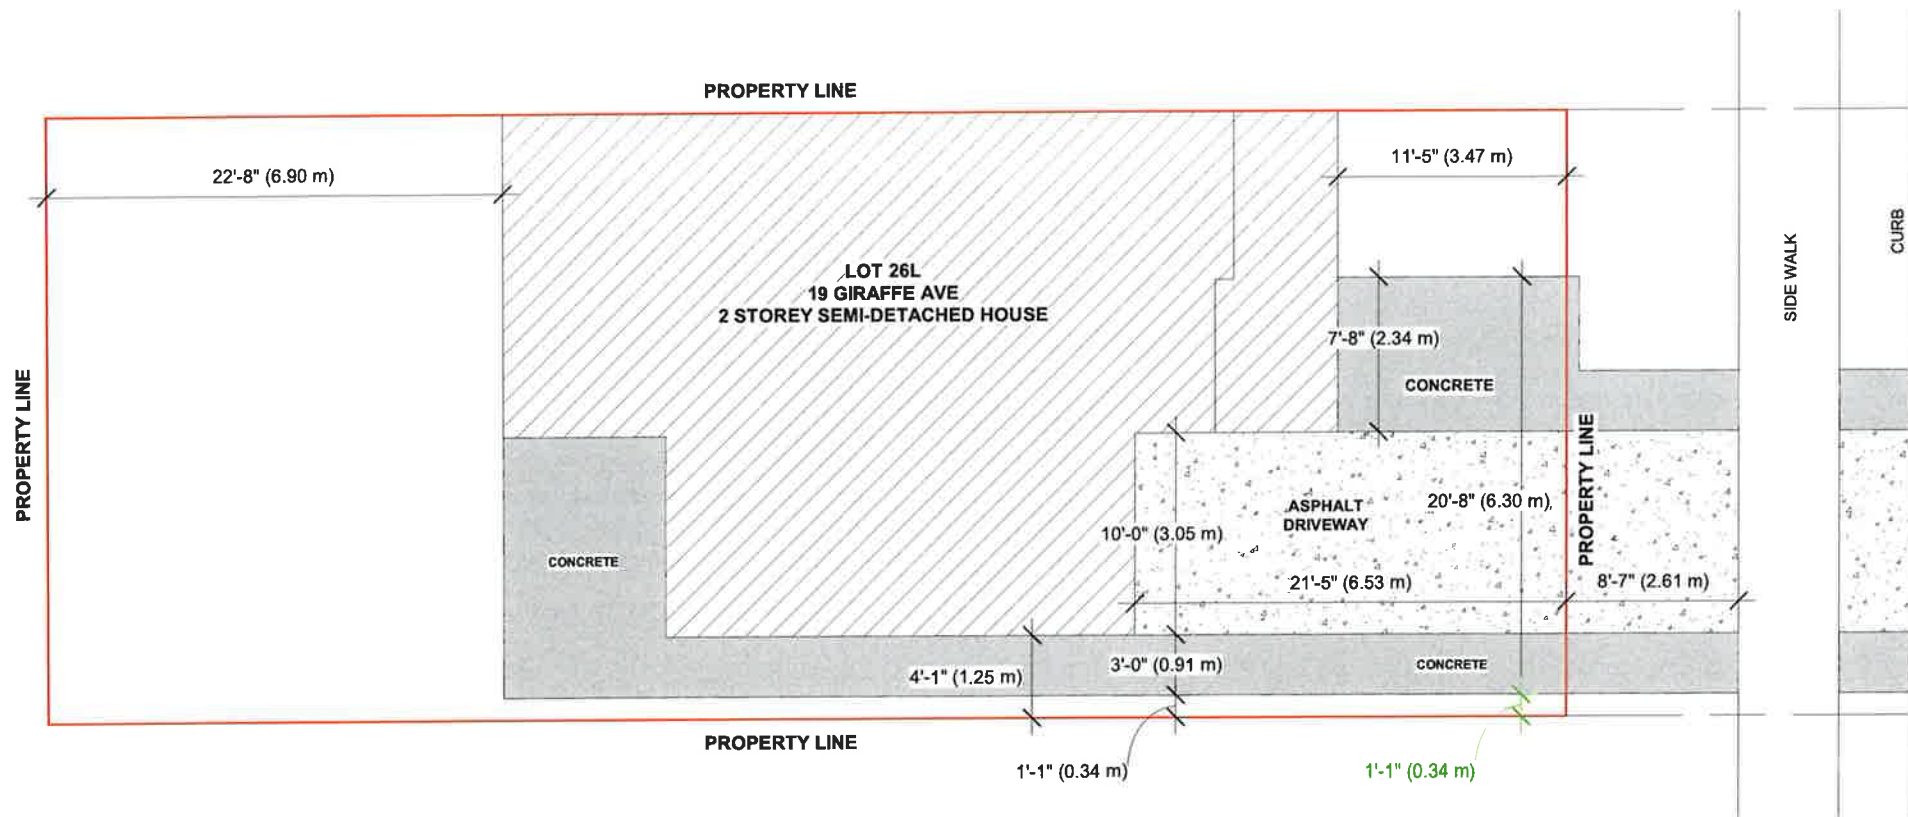 PROPERTY LINE
22'-8" (6.90 m)
11'-5" (3.47 m)
CURB
SIDE WALK
LOT 26L
19 GIRAFFE AVE
2 STOREY SEMI-DETACHED HOUSE
7'-8" (2.34 m)
CONCRETE
PROPERTY LINE
PROPERTY LINE
ASPHALT
DRIVEWAY
20'-8" (6.30 m)
10'-0" (3.05 m)
CONCRETE
21'-5" (6.53 m)
8'-7" (2.61 m)
4'-1" (1.25 m)
3'-0" (0.91 m)
CONCRETE
PROPERTY LINE
1'-1" (0.34 m)
1'-1" (0.34 m)